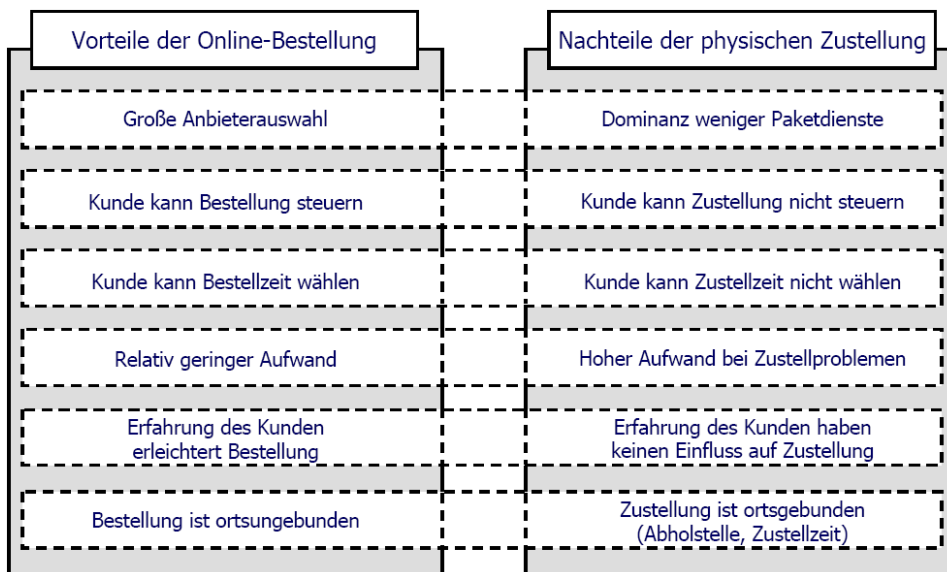 Vorteile der Online-Bestellung
Nachteile der physischen Zustellung
Große Anbieterauswahl
Dominanz weniger Paketdienste
Kunde kann Bestellung steuern
Kunde kann Zustellung nicht steuern
Kunde kann Bestellzeit wählen
Kunde kann Zustellzeit nicht wählen
Relativ geringer Aufwand
Hoher Aufwand bei Zustellproblemen
Erfahrung des Kunden
erleichtert Bestellung
Erfahrung des Kunden haben
keinen Einfluss auf Zustellung
Bestellung ist ortsungebunden
Zustellung ist ortsgebunden
(Abholstelle, Zustellzeit)